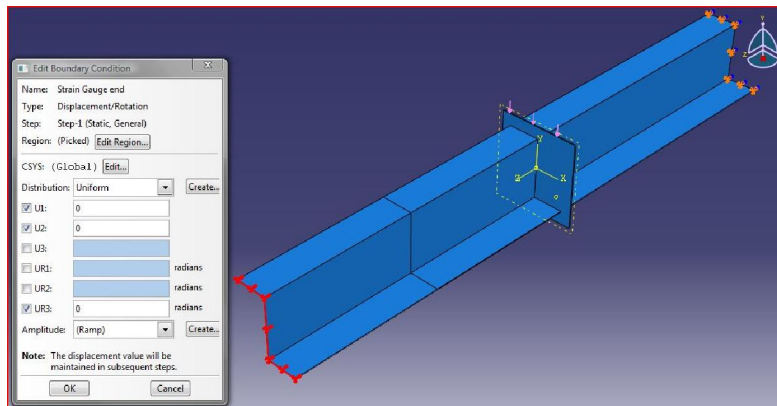 Edit Boundary Condition
Name: Strain Gauge end
Type: Displacement/Rotation
Step: Step-1 (Static, General)
Region: (Picked) Edit Region...
CSYS: (Global) Edit...
Distribution: Uniform Create...
U1: 0
U2: 0
U3:
UR1: radians
UR2: radians
UR3: 0 radians
Amplitude: (Ramp) Create...
Note: The displacement value will be
maintained in subsequent steps.
OK Cancel
Y
Z X
Y
Z